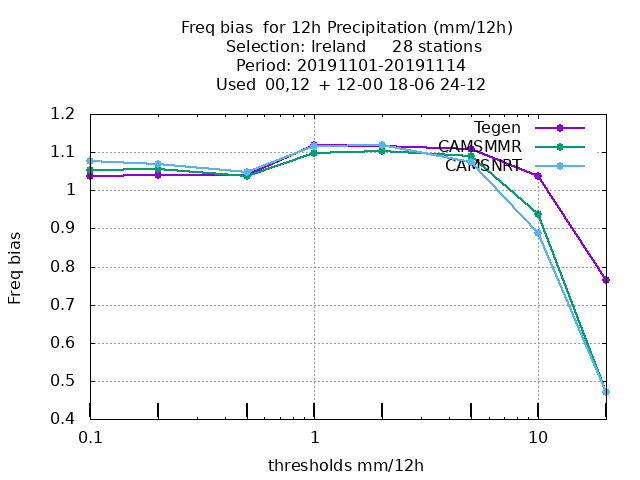 Freq bias  for 12h Precipitation (mm/12h)
Selection: Ireland     28 stations
Period: 20191101-20191114
Used  00,12  + 12-00 18-06 24-12
Tegen
CAMSMMR
CAMSNRT
1.2
1.1
1
0.9
0.8
0.7
0.6
0.5
0.4
Freq bias
0.1
1
10
thresholds mm/12h